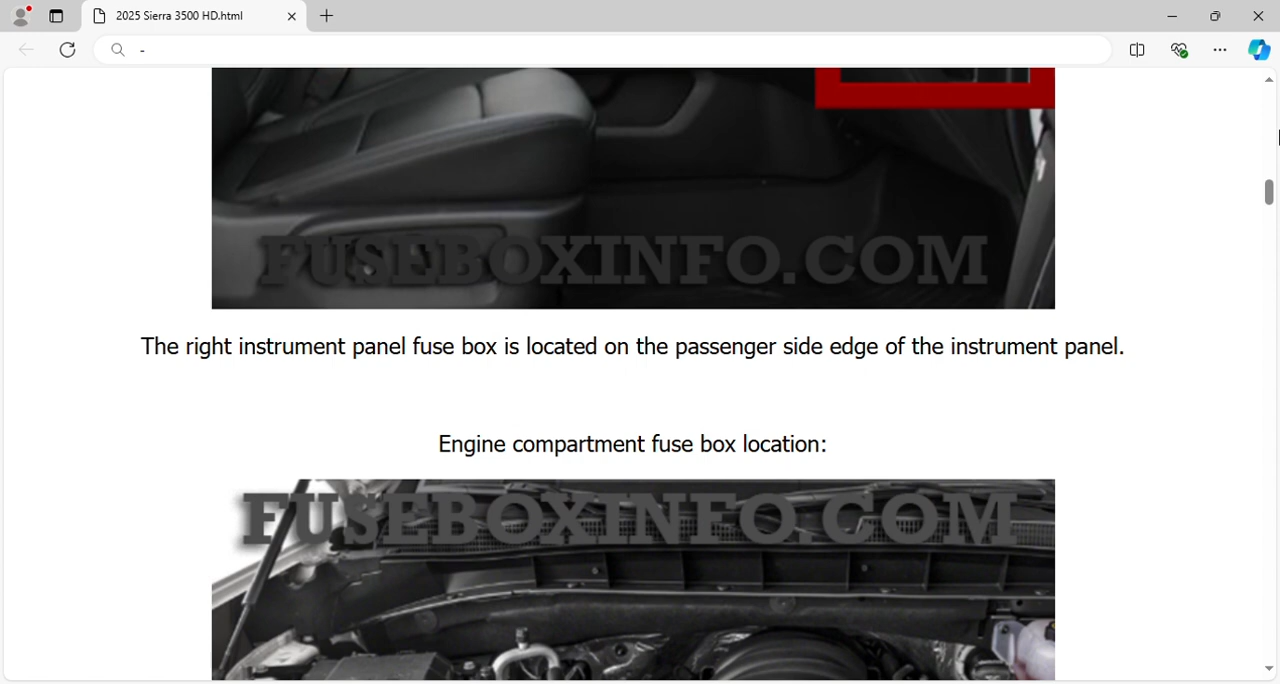 2025 Sierra 3500 HD.html
-
FUSEBOXINFO.COM
The right instrument panel fuse box is located on the passenger side edge of the instrument panel.
Engine compartment fuse box location:
FUSEBOXINFO.COM